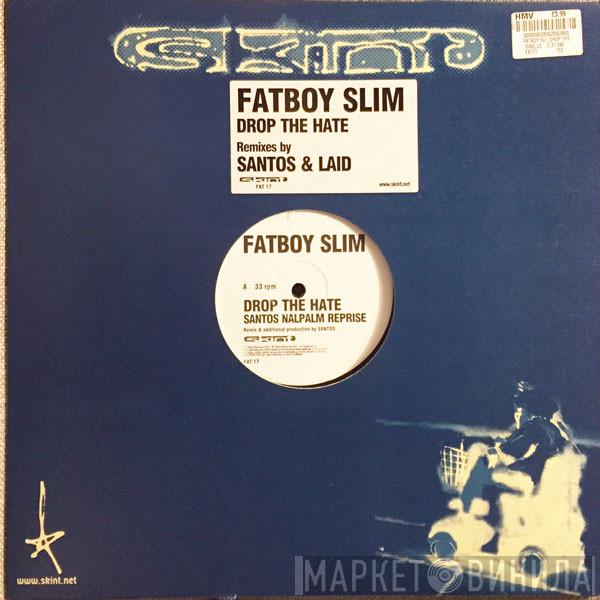 skint
HMV £3.99
FATBOY SLIM
DROP THE HATE
Remixes by
SANTOS & LAID
skint
FAT 17
www.skint.net
FATBOY SLIM
A 33 rpm
DROP THE HATE
SANTOS NALPALM REPRISE
Remix & additional production by SANTOS
skint
FAT 17
www.skint.net
МАРКЕТ ВИНИЛА